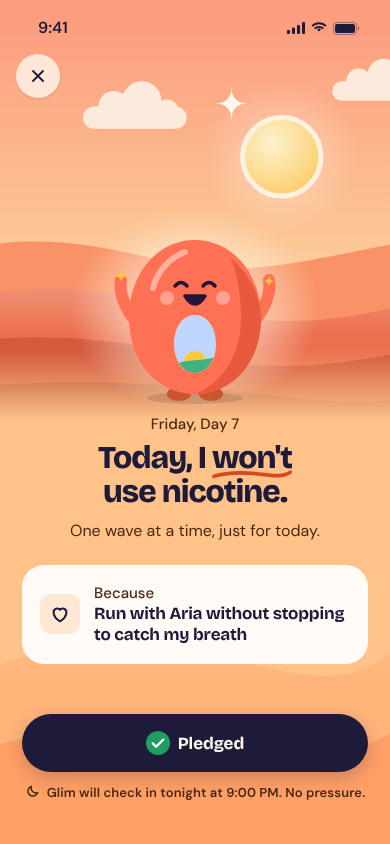 9:41
Friday, Day 7
Today, I won't
use nicotine.
One wave at a time, just for today.
Because
Run with Aria without stopping
to catch my breath
Pledged
Glim will check in tonight at 9:00 PM. No pressure.